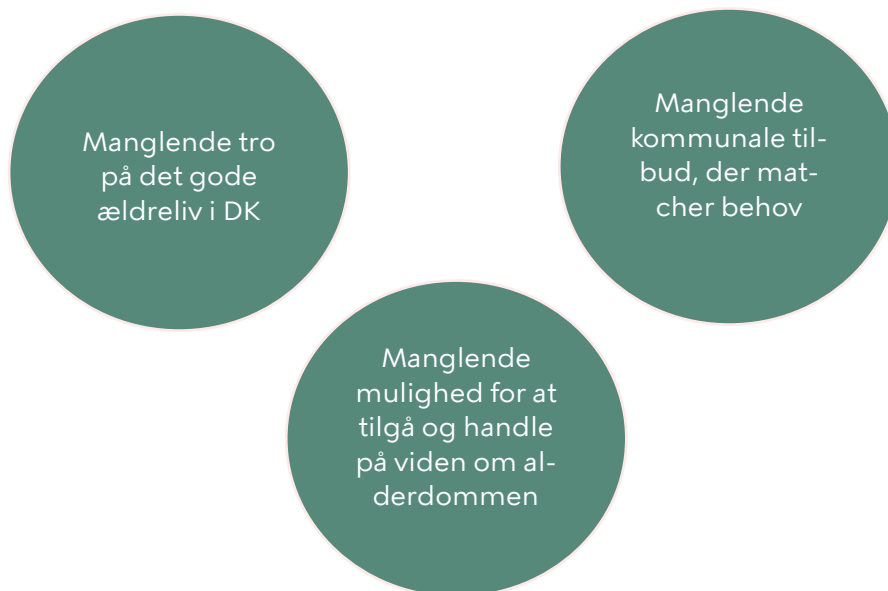 Manglende tro
på det gode
ældreliv i DK
Manglende
kommunale til-
bud, der mat-
cher behov
Manglende
mulighed for at
tilgå og handle
på viden om al-
derdommen